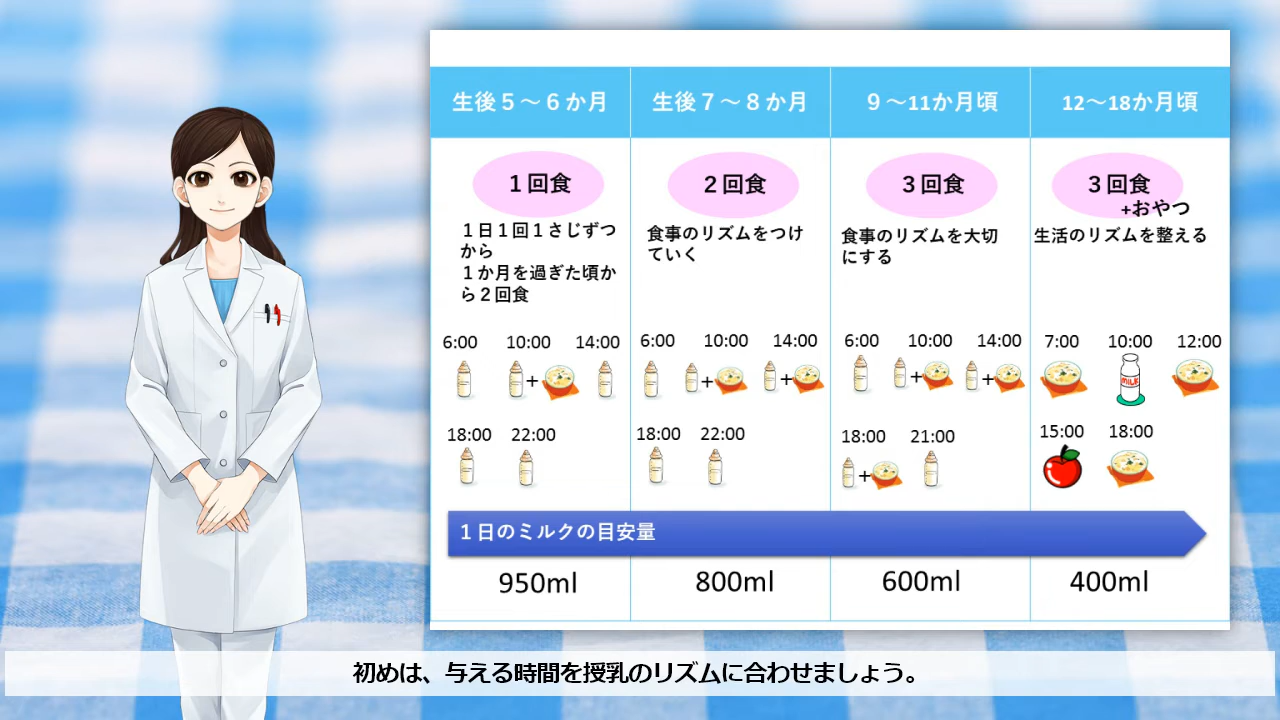 生後５～６か月
生後７～８か月
９～11か月頃
12～18か月頃
１回食
２回食
３回食
３回食
+おやつ
１日１回１さじずつ
から
１か月を過ぎた頃か
ら２回食
食事のリズムをつけ
ていく
食事のリズムを大切
にする
生活のリズムを整える
6:00 10:00 14:00
+
18:00 22:00
6:00 10:00 14:00
+ +
18:00 22:00
6:00 10:00 14:00
+ +
18:00 21:00
+
7:00 10:00 12:00
MILK
15:00 18:00
１日のミルクの目安量
950ml
800ml
600ml
400ml
初めは、与える時間を授乳のリズムに合わせましょう。